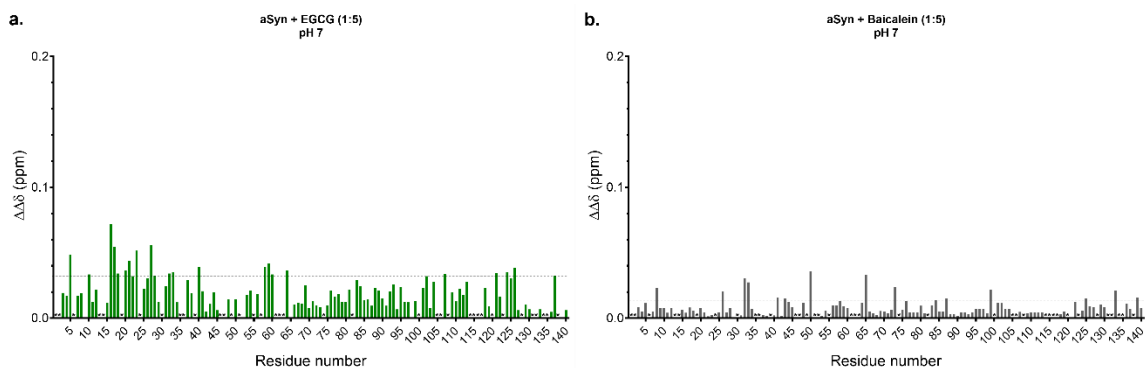 a.
aSyn + EGCG (1:5)
pH 7
0.2
0.1
0.0
ΔΔδ (ppm)
5 10 15 20 25 30 35 40 45 50 55 60 65 70 75 80 85 90 95 100 105 110 115 120 125 130 135 140
Residue number
b.
aSyn + Baicalein (1:5)
pH 7
0.2
0.1
0.0
ΔΔδ (ppm)
5 10 15 20 25 30 35 40 45 50 55 60 65 70 75 80 85 90 95 100 105 110 115 120 125 130 135 140
Residue number